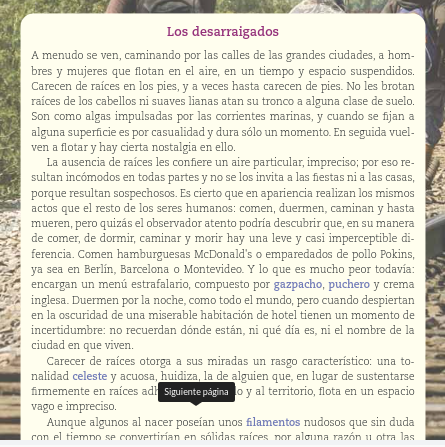 Los desarraigados
A menudo se ven, caminando por las calles de las grandes ciudades, a hom-
bres y mujeres que flotan en el aire, en un tiempo y espacio suspendidos.
Carecen de raíces en los pies, y a veces hasta carecen de pies. No les brotan
raíces de los cabellos ni suaves lianas atan su tronco a alguna clase de suelo.
Son como algas impulsadas por las corrientes marinas, y cuando se fijan a
alguna superficie es por casualidad y dura sólo un momento. En seguida vuel-
ven a flotar y hay cierta nostalgia en ello.
La ausencia de raíces les confiere un aire particular, impreciso; por eso re-
sultan incómodos en todas partes y no se los invita a las fiestas ni a las casas,
porque resultan sospechosos. Es cierto que en apariencia realizan los mismos
actos que el resto de los seres humanos: comen, duermen, caminan y hasta
mueren, pero quizás el observador atento podría descubrir que, en su manera
de comer, de dormir, caminar y morir hay una leve y casi imperceptible di-
ferencia. Comen hamburguesas McDonald's o emparedados de pollo Pokins,
ya sea en Berlín, Barcelona o Montevideo. Y lo que es mucho peor todavía:
encargan un menú estrafalario, compuesto por gazpacho, puchero y crema
inglesa. Duermen por la noche, como todo el mundo, pero cuando despiertan
en la oscuridad de una miserable habitación de hotel tienen un momento de
incertidumbre: no recuerdan dónde están, ni qué día es, ni el nombre de la
ciudad en que viven.
Carecer de raíces otorga a sus miradas un rasgo característico: una to-
nalidad celeste y acuosa, huidiza, la de alguien que, en lugar de sustentarse
firmemente en raíces adh o y al territorio, flota en un espacio
Siguiente página
vago e impreciso.
Aunque algunos al nacer poseían unos filamentos nudosos que sin duda
con el tiempo se convertirían en sólidas raíces, por alguna razón u otra las